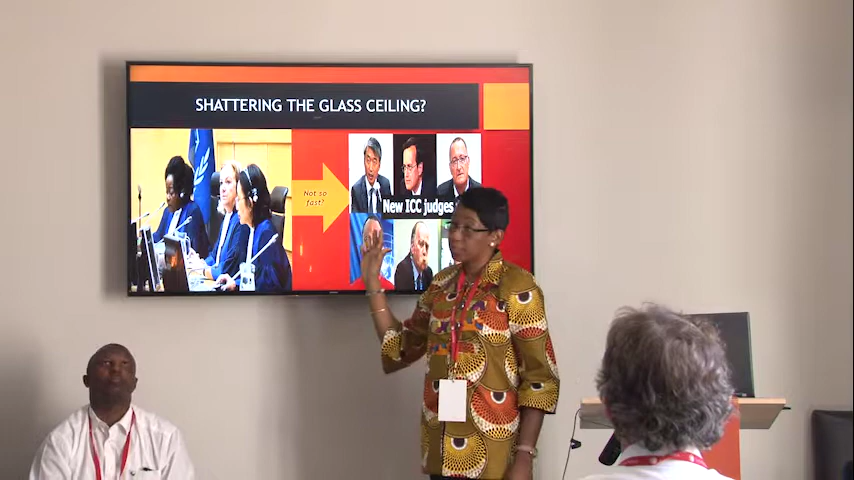 SHATTERING THE GLASS CEILING?
Not so
fast?
New ICC judges